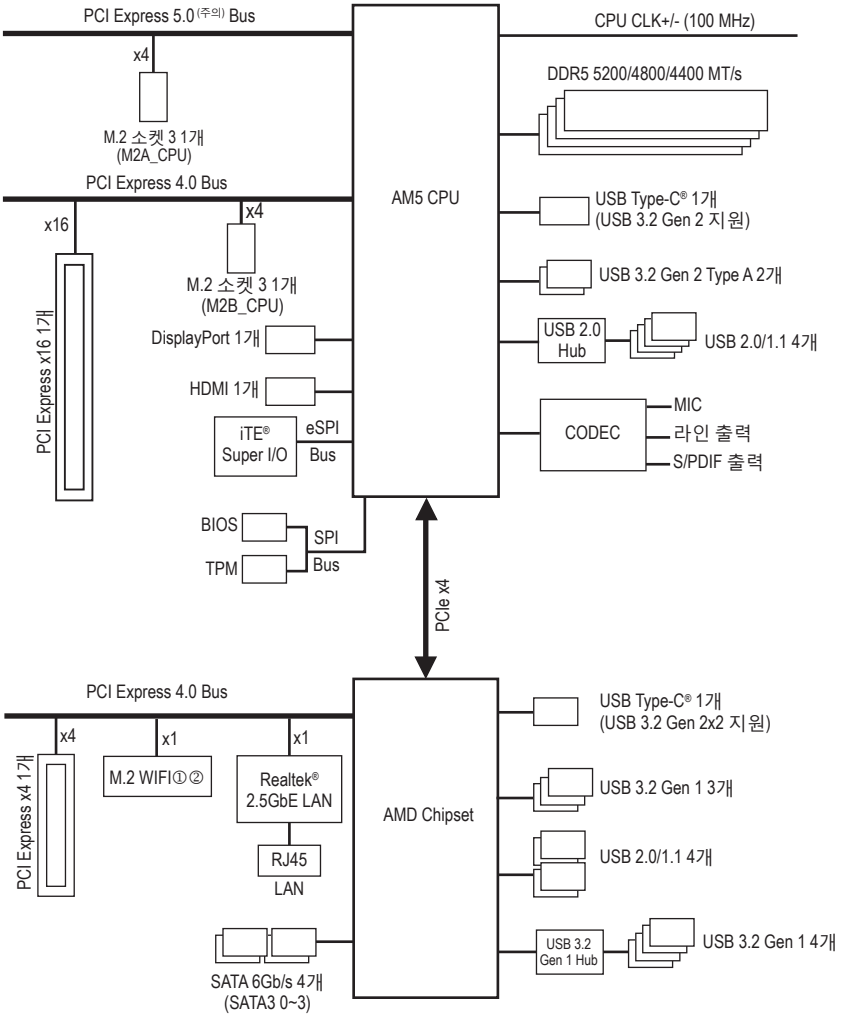 PCI Express 5.0 (주의) Bus
x4
M.2 소켓 3 1개
(M2A_CPU)
PCI Express 4.0 Bus
x16
PCI Express x16 1개
x4
M.2 소켓 3 1개
(M2B_CPU)
DisplayPort 1개
HDMI 1개
iTE®
Super I/O
eSPI
Bus
BIOS
TPM
SPI
Bus
AM5 CPU
CPU CLK+/- (100 MHz)
DDR5 5200/4800/4400 MT/s
USB Type-C® 1개
(USB 3.2 Gen 2 지원)
USB 3.2 Gen 2 Type A 2개
USB 2.0
Hub
USB 2.0/1.1 4개
CODEC
MIC
라인 출력
S/PDIF 출력
PCIe x4
PCI Express 4.0 Bus
x4
PCI Express x4 1개
x1
M.2 WIFI①②
x1
Realtek®
2.5GbE LAN
RJ45
LAN
SATA 6Gb/s 4개
(SATA3 0~3)
AMD Chipset
USB Type-C® 1개
(USB 3.2 Gen 2x2 지원)
USB 3.2 Gen 1 3개
USB 2.0/1.1 4개
USB 3.2
Gen 1 Hub
USB 3.2 Gen 1 4개